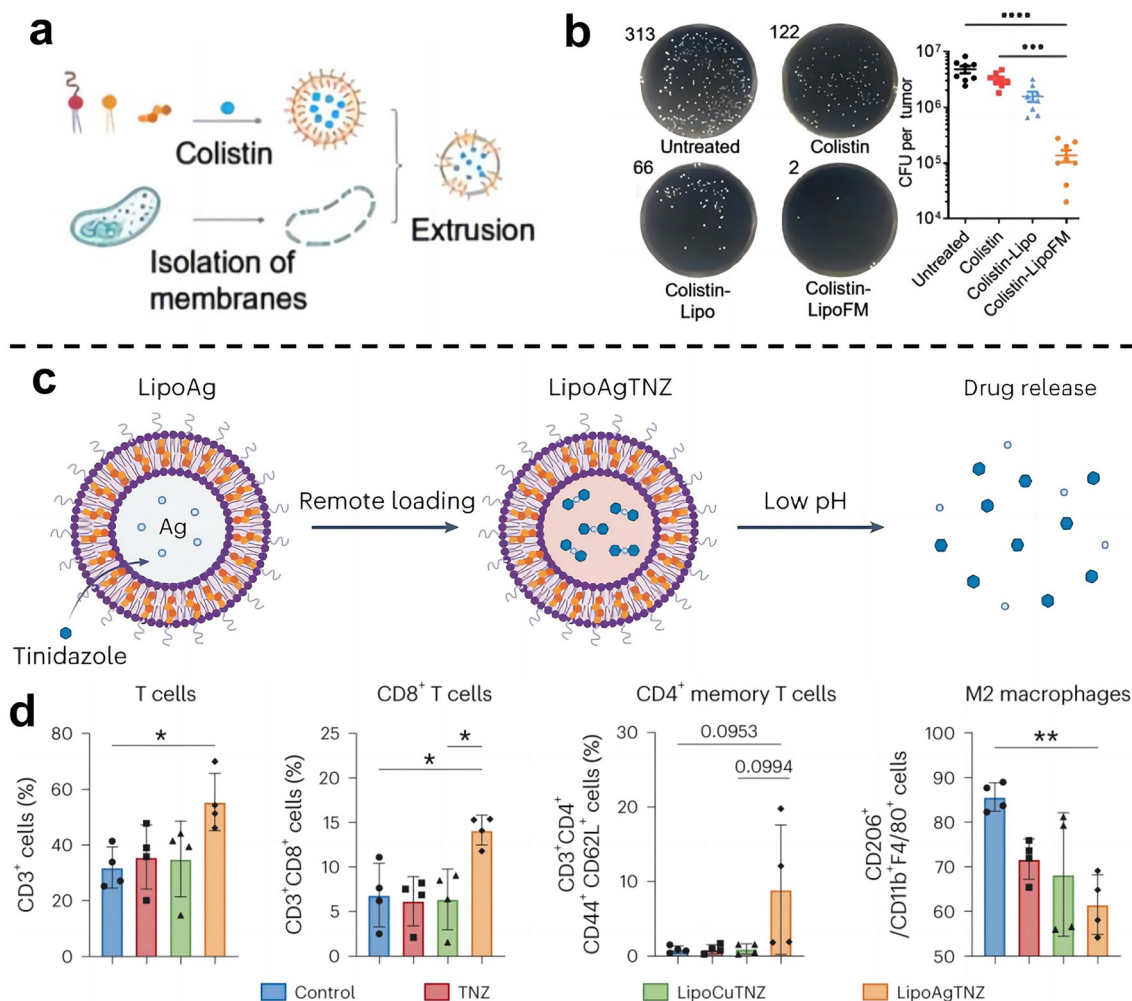 a
Colistin
Isolation of
membranes
Extrusion
b
313
122
Untreated
Colistin
66
2
Colistin-
Lipo
Colistin-
LipoFM
CFU per tumor
10⁷
10⁶
10⁵
10⁴
Untreated
Colistin
Colistin-Lipo
Colistin-LipoFM
****
***
c
LipoAg
LipoAgTNZ
Drug release
Ag
Remote loading
Low pH
Tinidazole
d
T cells
CD3⁺ cells (%)
80
60
40
20
0
*
CD8⁺ T cells
CD3⁺CD8⁺ cells (%)
25
20
15
10
5
0
*
*
CD4⁺ memory T cells
CD3⁺CD4⁺
CD44⁺ CD62L⁺ cells (%)
30
20
10
0
0.0953
0.0994
M2 macrophages
CD206⁺
/CD11b⁺F4/80⁺ cells
100
90
80
70
60
50
**
Control
TNZ
LipoCuTNZ
LipoAgTNZ